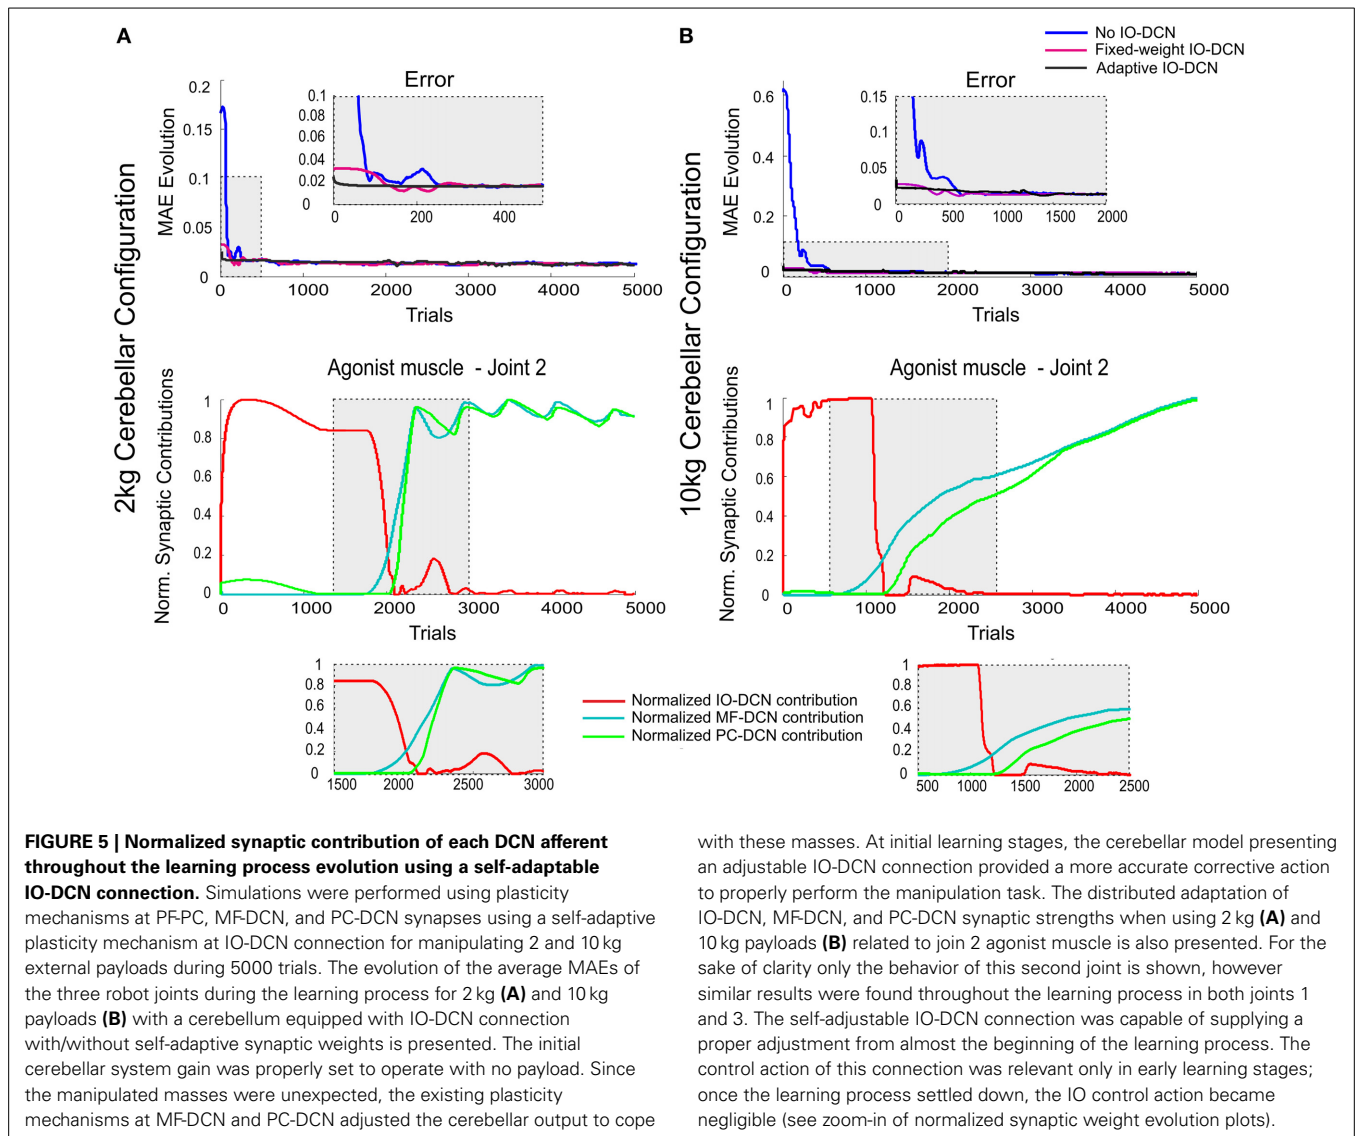 A
B
No IO-DCN
Fixed-weight IO-DCN
Adaptive IO-DCN
2kg Cerebellar Configuration
Error
MAE Evolution
0.2
0.15
0.1
0.05
0
0 1000 2000 3000 4000 5000
Trials
0.1
0.08
0.06
0.04
0.02
0
0 200 400
Agonist muscle - Joint 2
Norm. Synaptic Contributions
1
0.8
0.6
0.4
0.2
0
0 1000 2000 3000 4000 5000
Trials
1
0.8
0.6
0.4
0.2
0
1500 2000 2500 3000
10kg Cerebellar Configuration
Error
MAE Evolution
0.6
0.4
0.2
0
0 1000 2000 3000 4000 5000
Trials
0.15
0.1
0.05
0
0 500 1000 1500 2000
Agonist muscle - Joint 2
Norm. Synaptic Contributions
1
0.8
0.6
0.4
0.2
0
0 1000 2000 3000 4000 5000
Trials
Normalized IO-DCN contribution
Normalized MF-DCN contribution
Normalized PC-DCN contribution
1
0.8
0.6
0.4
0.2
0
500 1000 1500 2000 2500
FIGURE 5 | Normalized synaptic contribution of each DCN afferent
throughout the learning process evolution using a self-adaptable
IO-DCN connection. Simulations were performed using plasticity
mechanisms at PF-PC, MF-DCN, and PC-DCN synapses using a self-adaptive
plasticity mechanism at IO-DCN connection for manipulating 2 and 10 kg
external payloads during 5000 trials. The evolution of the average MAEs of
the three robot joints during the learning process for 2 kg (A) and 10 kg
payloads (B) with a cerebellum equipped with IO-DCN connection
with/without self-adaptive synaptic weights is presented. The initial
cerebellar system gain was properly set to operate with no payload. Since
the manipulated masses were unexpected, the existing plasticity
mechanisms at MF-DCN and PC-DCN adjusted the cerebellar output to cope
with these masses. At initial learning stages, the cerebellar model presenting
an adjustable IO-DCN connection provided a more accurate corrective action
to properly perform the manipulation task. The distributed adaptation of
IO-DCN, MF-DCN, and PC-DCN synaptic strengths when using 2 kg (A) and
10 kg payloads (B) related to join 2 agonist muscle is also presented. For the
sake of clarity only the behavior of this second joint is shown, however
similar results were found throughout the learning process in both joints 1
and 3. The self-adjustable IO-DCN connection was capable of supplying a
proper adjustment from almost the beginning of the learning process. The
control action of this connection was relevant only in early learning stages;
once the learning process settled down, the IO control action became
negligible (see zoom-in of normalized synaptic weight evolution plots).